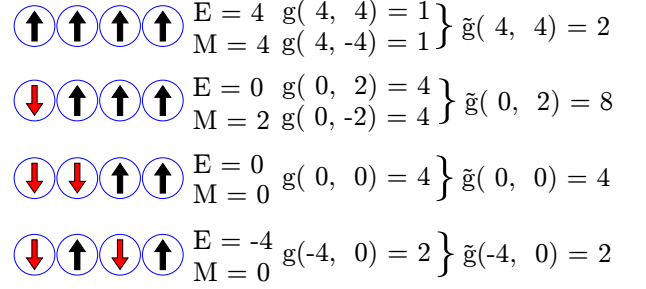 E = 4 g( 4, 4) = 1
M = 4 g( 4, -4) = 1 } g̃( 4, 4) = 2
E = 0 g( 0, 2) = 4
M = 2 g( 0, -2) = 4 } g̃( 0, 2) = 8
E = 0
M = 0 g( 0, 0) = 4 } g̃( 0, 0) = 4
E = -4
M = 0 g(-4, 0) = 2 } g̃(-4, 0) = 2